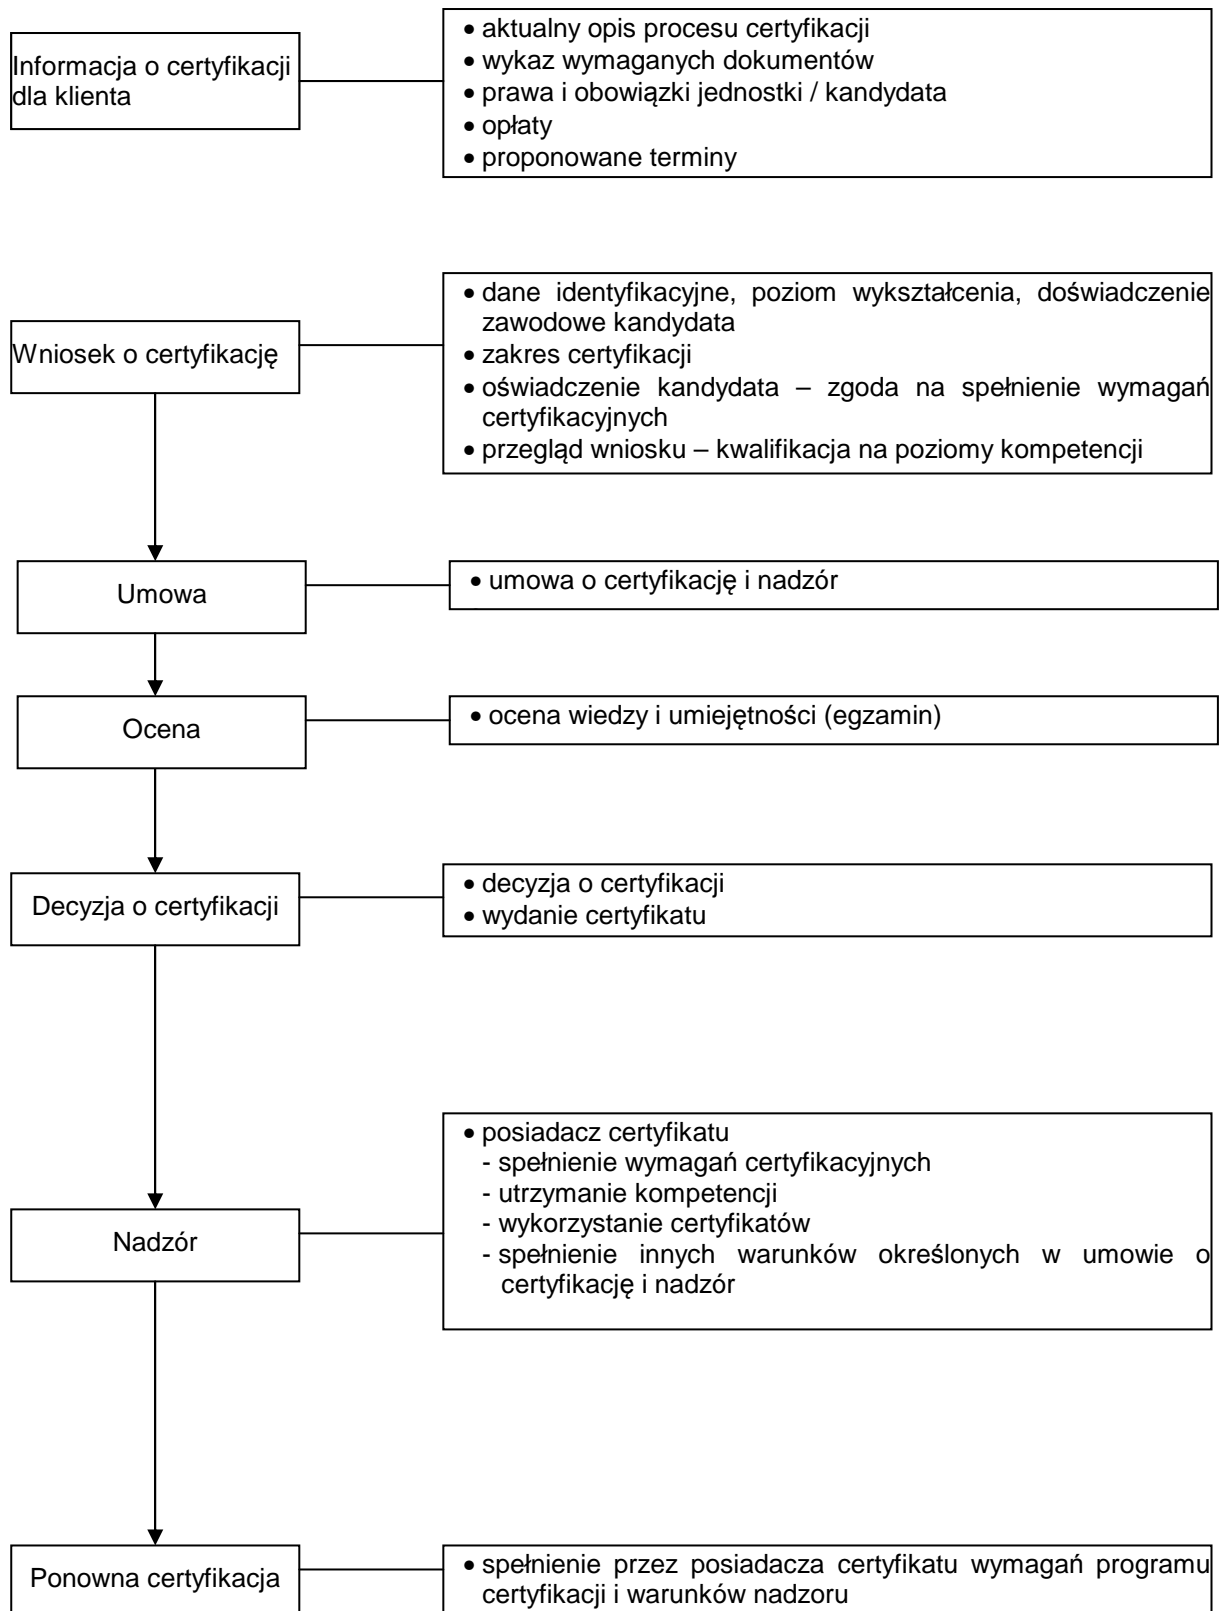 Informacja o certyfikacji
dla klienta
• aktualny opis procesu certyfikacji
• wykaz wymaganych dokumentów
• prawa i obowiązki jednostki / kandydata
• opłaty
• proponowane terminy
Wniosek o certyfikację
• dane identyfikacyjne, poziom wykształcenia, doświadczenie
zawodowe kandydata
• zakres certyfikacji
• oświadczenie kandydata – zgoda na spełnienie wymagań
certyfikacyjnych
• przegląd wniosku – kwalifikacja na poziomy kompetencji
Umowa
• umowa o certyfikację i nadzór
Ocena
• ocena wiedzy i umiejętności (egzamin)
Decyzja o certyfikacji
• decyzja o certyfikacji
• wydanie certyfikatu
Nadzór
• posiadacz certyfikatu
- spełnienie wymagań certyfikacyjnych
- utrzymanie kompetencji
- wykorzystanie certyfikatów
- spełnienie innych warunków określonych w umowie o
certyfikację i nadzór
Ponowna certyfikacja
• spełnienie przez posiadacza certyfikatu wymagań programu
certyfikacji i warunków nadzoru